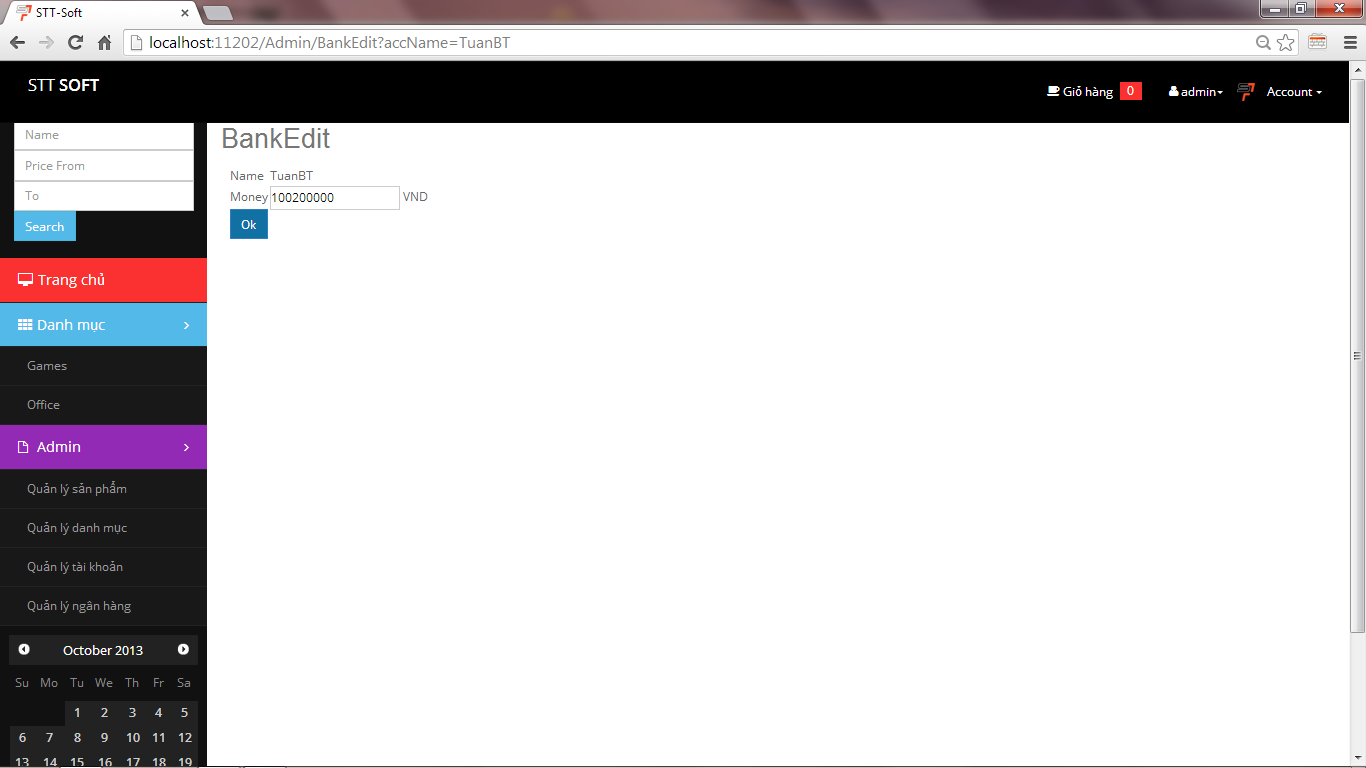 STT-Soft
localhost:11202/Admin/BankEdit?accName=TuanBT
STT SOFT
Giỏ hàng 0
admin
Account
Name
Price From
To
Search
Trang chủ
Danh mục
Games
Office
Admin
Quản lý sản phẩm
Quản lý danh mục
Quản lý tài khoản
Quản lý ngân hàng
October 2013
Su Mo Tu We Th Fr Sa
1 2 3 4 5
6 7 8 9 10 11 12
13 14 15 16 17 18 19
BankEdit
Name TuanBT
Money 100200000 VND
Ok